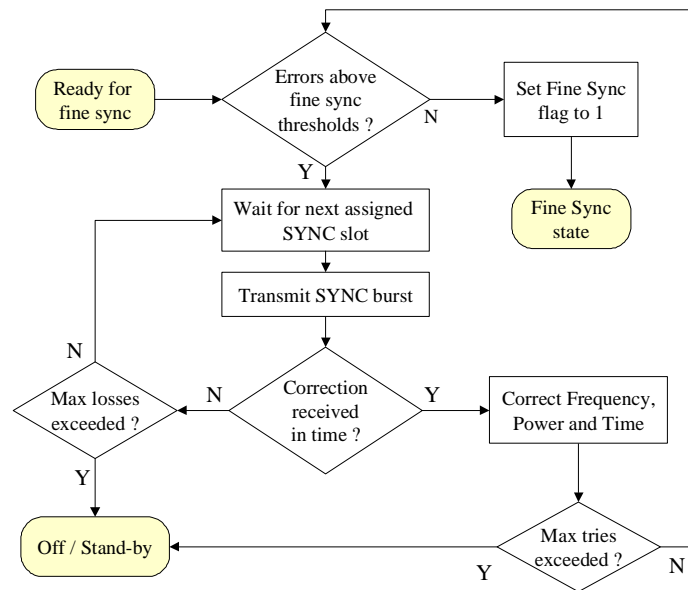 Ready for
fine sync
Errors above
fine sync
thresholds ?
N
Set Fine Sync
flag to 1
Y
Fine Sync
state
Wait for next assigned
SYNC slot
Transmit SYNC burst
N
Max losses
exceeded ?
N
Correction
received
in time ?
Y
Correct Frequency,
Power and Time
Y
Off / Stand-by
Max tries
exceeded ?
Y
N